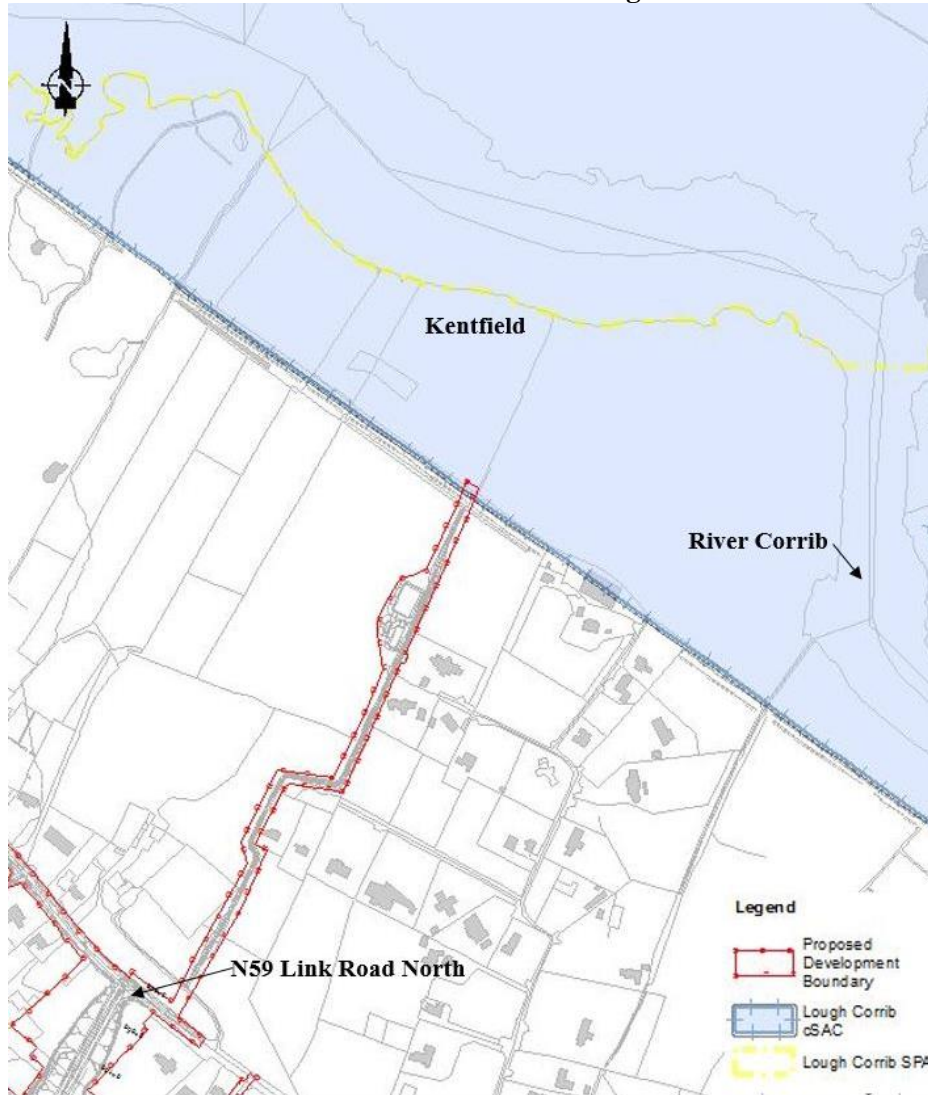 N
Kentfield
River Corrib
N59 Link Road North
Legend
Proposed
Development
Boundary
Lough Corrib
cSAC
Lough Corrib SPA